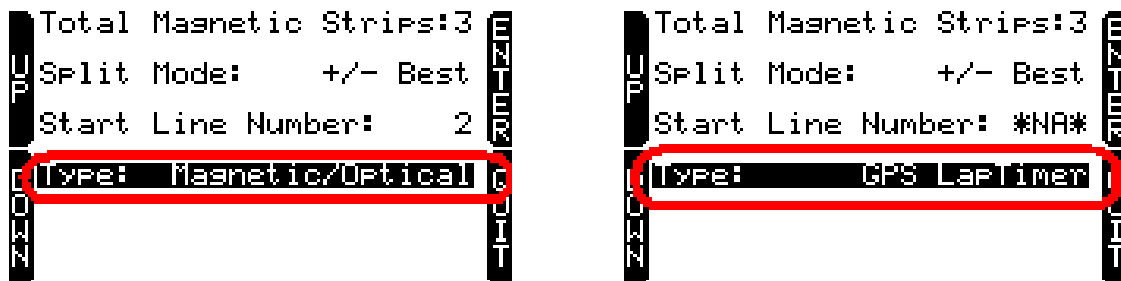 Total Magnetic Strips:3
Split Mode: +/- Best
Start Line Number: 2
Type: Magnetic/Optical
UP
DOWN
ENTER
QUIT
Total Magnetic Strips:3
Split Mode: +/- Best
Start Line Number: *NA*
Type: GPS LapTimer
UP
DOWN
ENTER
QUIT